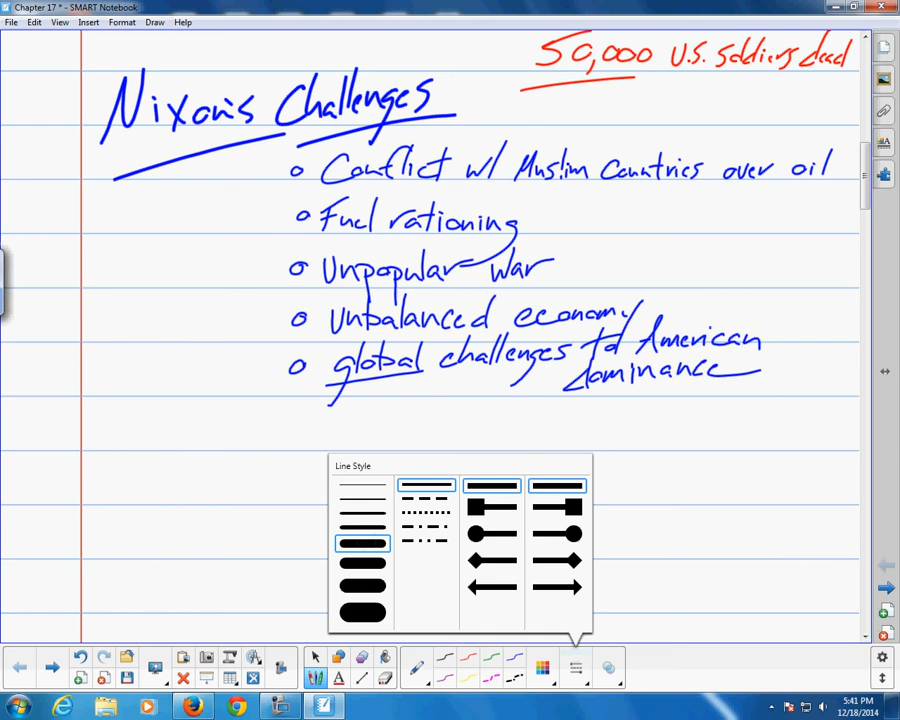 Chapter 17 * - SMART Notebook
File Edit View Insert Format Draw Help
50,000 U.S. Soldiers dead
Nixon's Challenges
Conflict w/ Muslim Countries over oil
Fuel rationing
Unpopular war
Unbalanced economy
global challenges to American
dominance
Line Style
5:41 PM
12/18/2014